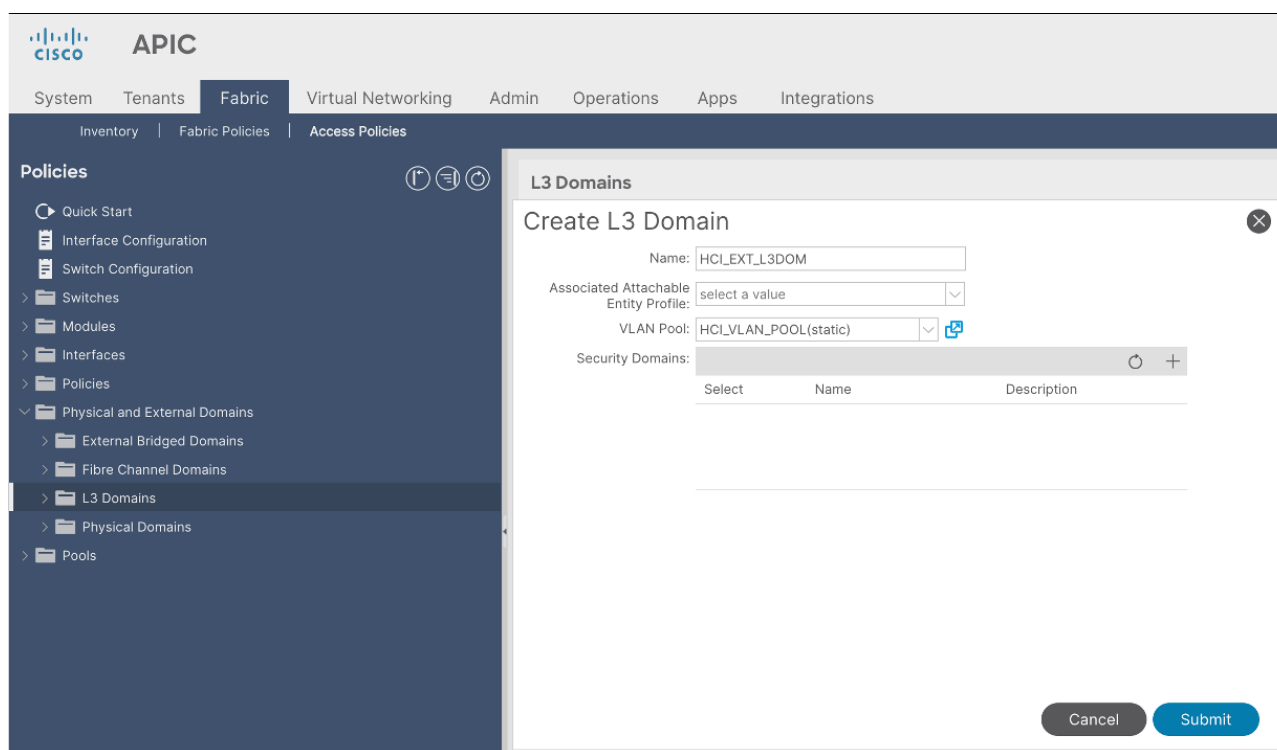 CISCO APIC
System Tenants Fabric Virtual Networking Admin Operations Apps Integrations
Inventory | Fabric Policies | Access Policies
Policies
Quick Start
Interface Configuration
Switch Configuration
Switches
Modules
Interfaces
Policies
Physical and External Domains
External Bridged Domains
Fibre Channel Domains
L3 Domains
Physical Domains
Pools
L3 Domains
Create L3 Domain
Name: HCI_EXT_L3DOM
Associated Attachable
Entity Profile: select a value
VLAN Pool: HCI_VLAN_POOL(static)
Security Domains:
Select Name Description
Cancel Submit